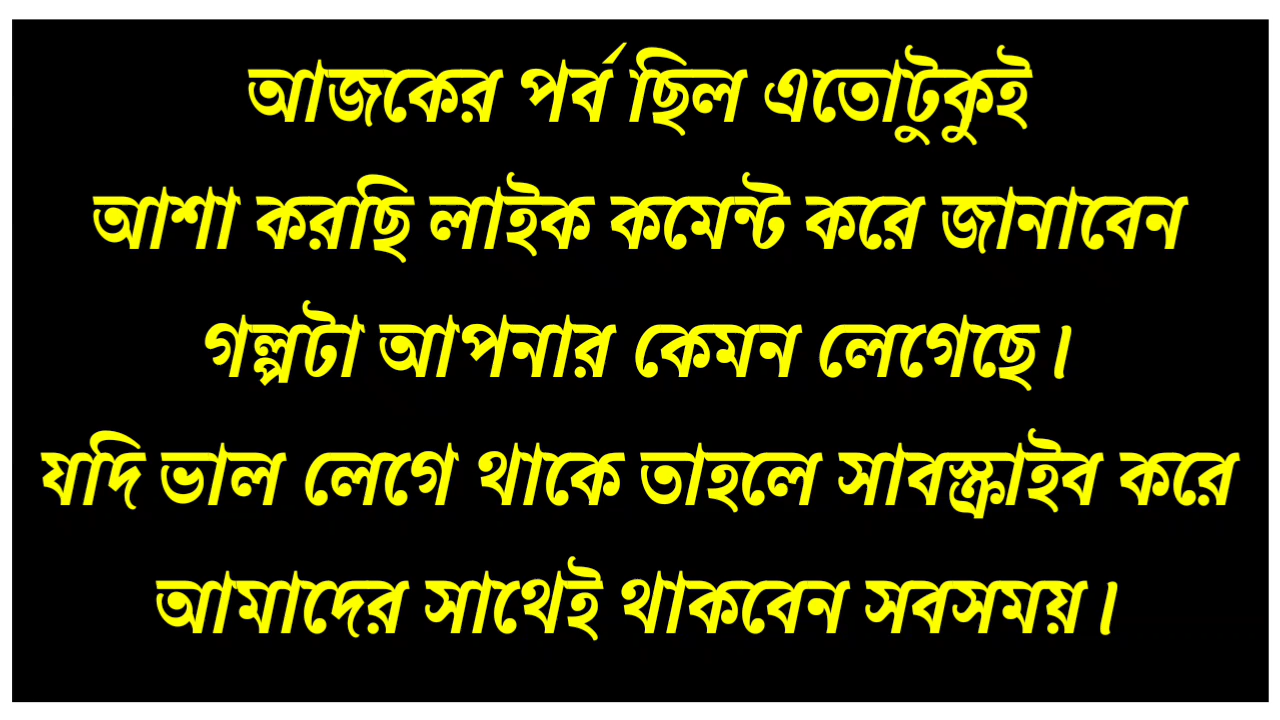 আজকের পর্ব ছিল এতোটুকুই
আশা করছি লাইক কমেন্ট করে জানাবেন
গল্পটা আপনার কেমন লেগেছে।
যদি ভাল লেগে থাকে তাহলে সাবস্ক্রাইব করে
আমাদের সাথেই থাকবেন সবসময়।